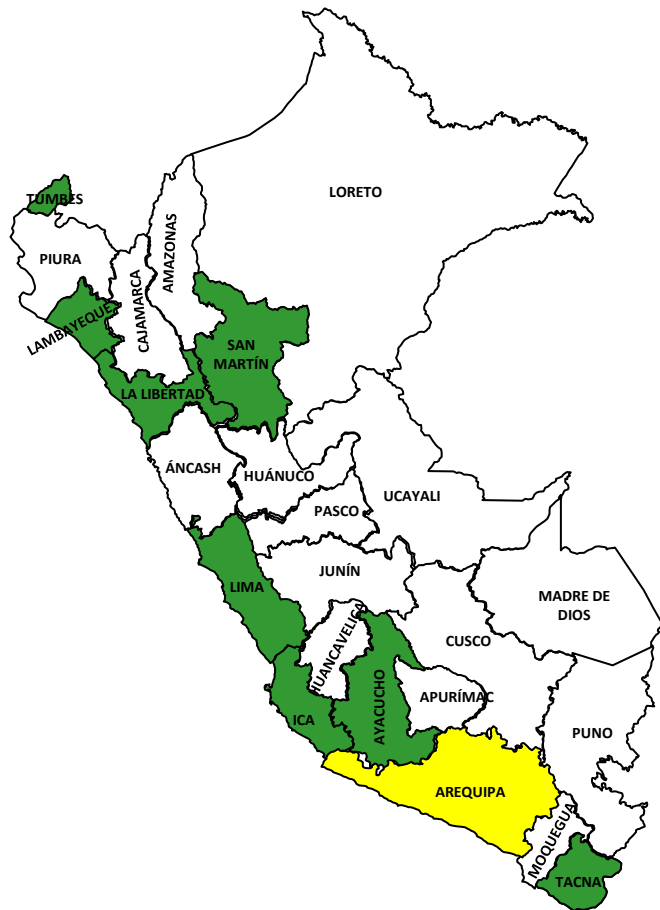 LORETO
TUMBES
AMAZONAS
PIURA
CAJAMARCA
LAMBAYEQUE
SAN
MARTÍN
LA LIBERTAD
ÁNCASH
HUÁNUCO
UCAYALI
PASCO
JUNÍN
LIMA
MADRE DE
DIOS
HUANCAVELICA
CUSCO
APURÍMAC
AYACUCHO
ICA
PUNO
AREQUIPA
MOQUEGUA
TACNA